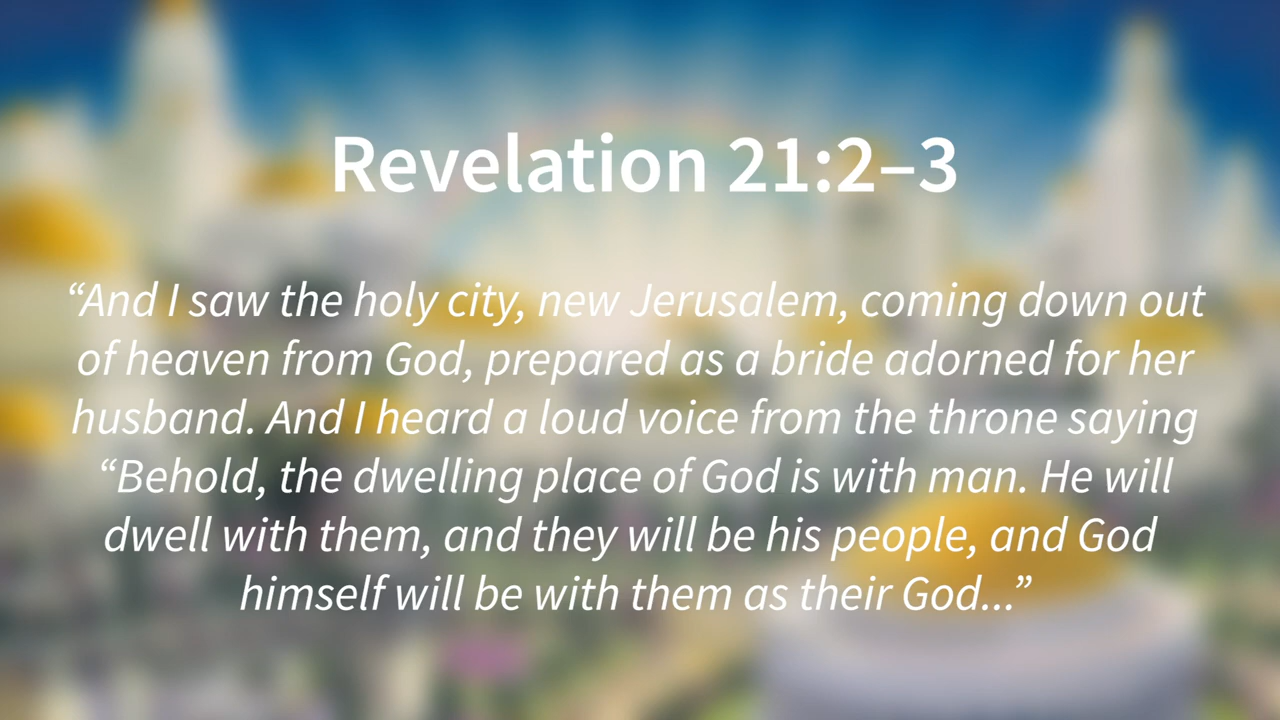 Revelation 21:2–3
“And I saw the holy city, new Jerusalem, coming down out
of heaven from God, prepared as a bride adorned for her
husband. And I heard a loud voice from the throne saying
“Behold, the dwelling place of God is with man. He will
dwell with them, and they will be his people, and God
himself will be with them as their God...”